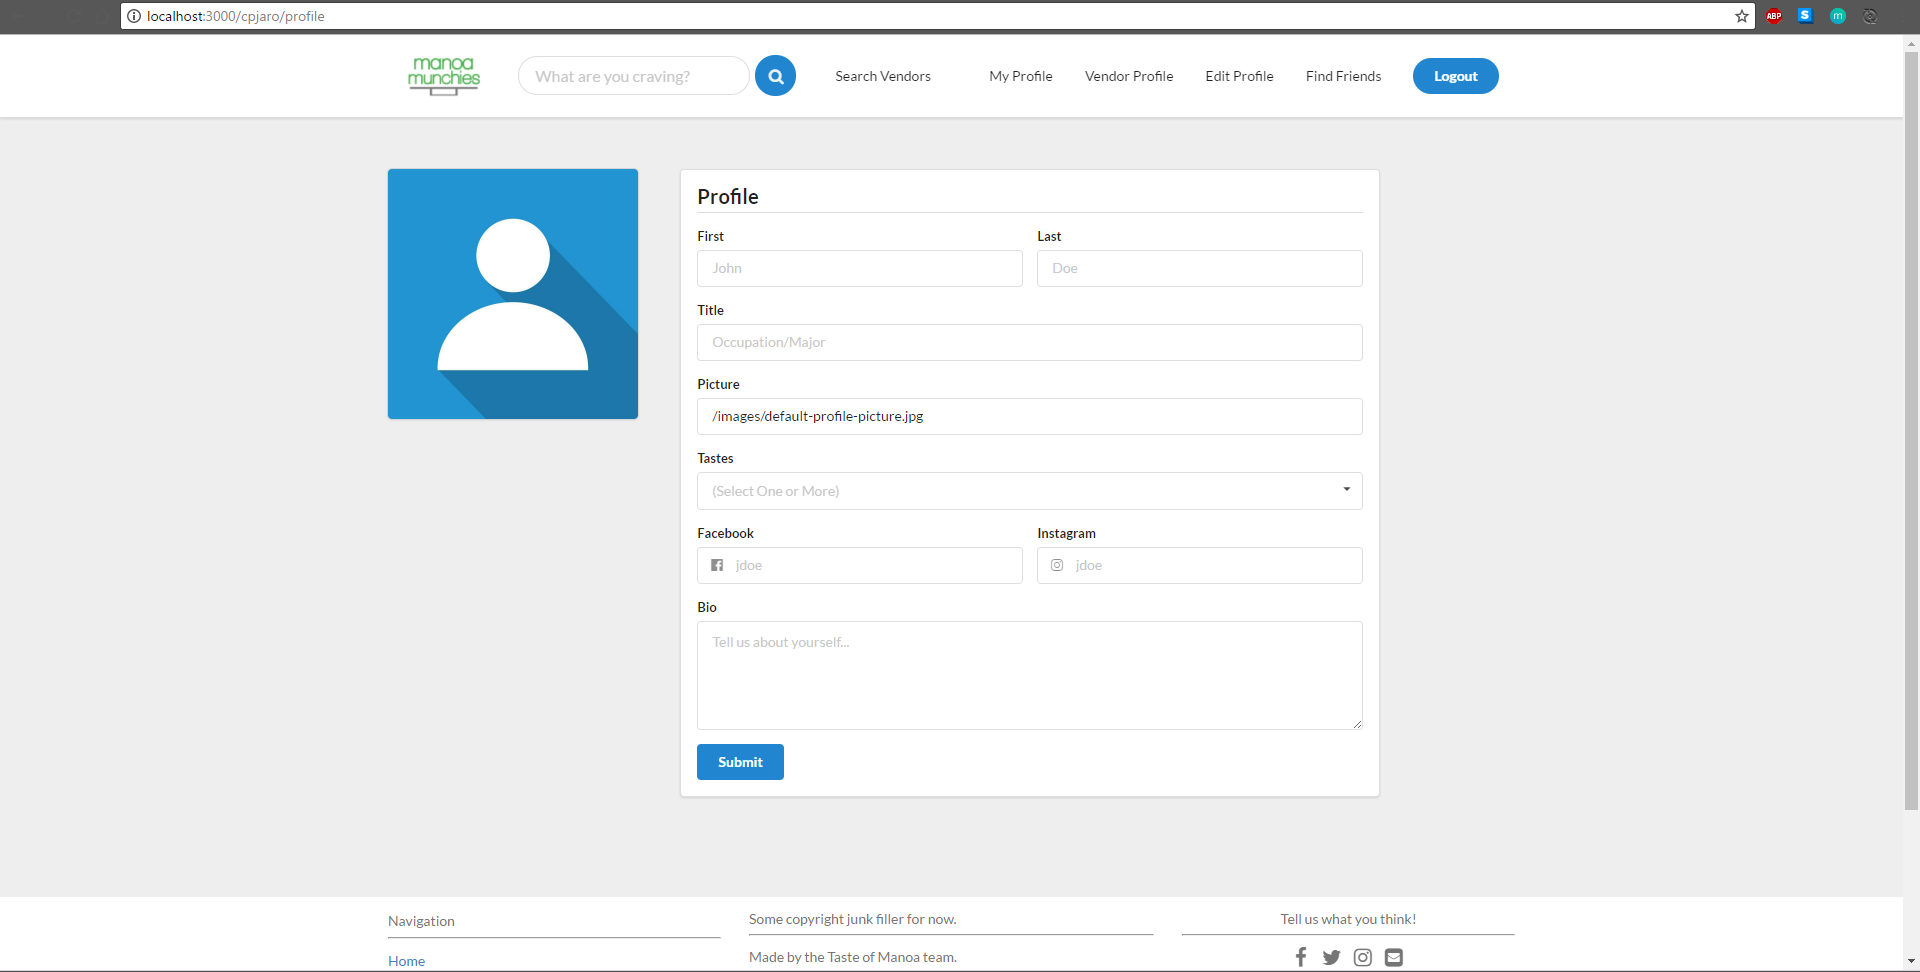 localhost:3000/cpjaro/profile
ABP
S
m
manoa
munchies
What are you craving?
Search Vendors
My Profile
Vendor Profile
Edit Profile
Find Friends
Logout
Profile
First
Last
John
Doe
Title
Occupation/Major
Picture
/images/default-profile-picture.jpg
Tastes
(Select One or More)
Facebook
Instagram
jdoe
jdoe
Bio
Tell us about yourself...
Submit
Navigation
Some copyright junk filler for now.
Tell us what you think!
Home
Made by the Taste of Manoa team.